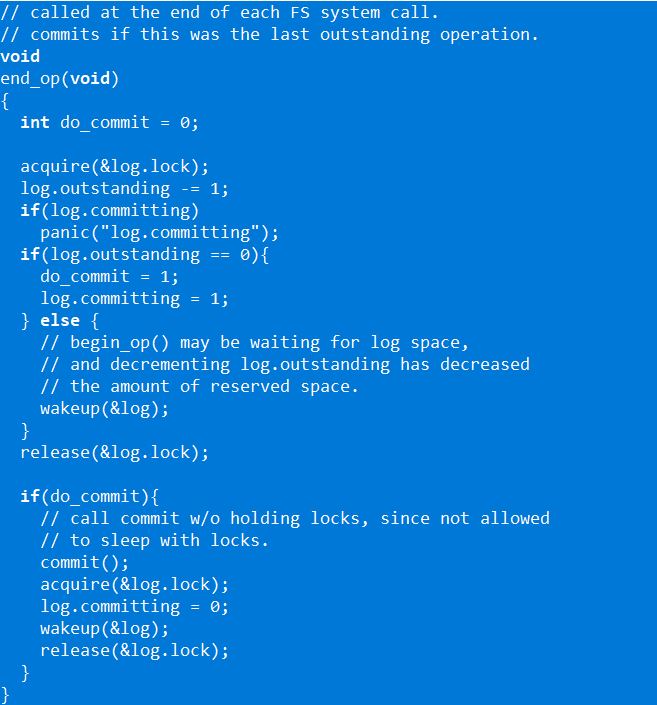 // called at the end of each FS system call.
// commits if this was the last outstanding operation.
void
end_op(void)
{
  int do_commit = 0;

  acquire(&log.lock);
  log.outstanding -= 1;
  if(log.committing)
    panic("log.committing");
  if(log.outstanding == 0){
    do_commit = 1;
    log.committing = 1;
  } else {
    // begin_op() may be waiting for log space,
    // and decrementing log.outstanding has decreased
    // the amount of reserved space.
    wakeup(&log);
  }
  release(&log.lock);

  if(do_commit){
    // call commit w/o holding locks, since not allowed
    // to sleep with locks.
    commit();
    acquire(&log.lock);
    log.committing = 0;
    wakeup(&log);
    release(&log.lock);
  }
}